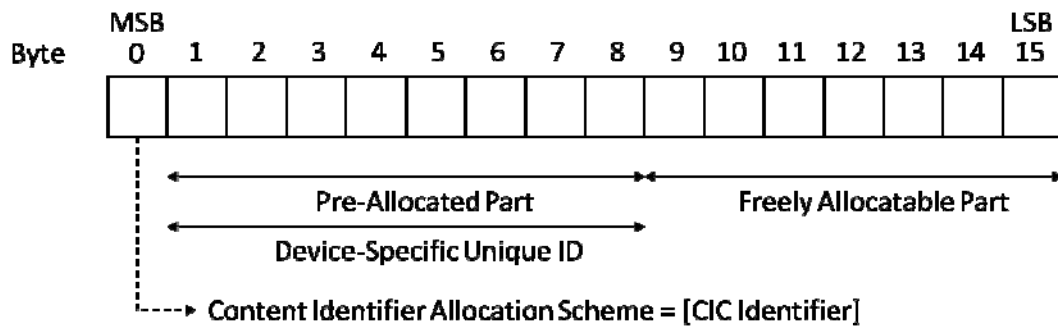 MSB LSB
Byte 0 1 2 3 4 5 6 7 8 9 10 11 12 13 14 15
Pre-Allocated Part Freely Allocatable Part
Device-Specific Unique ID
Content Identifier Allocation Scheme = [CIC Identifier]